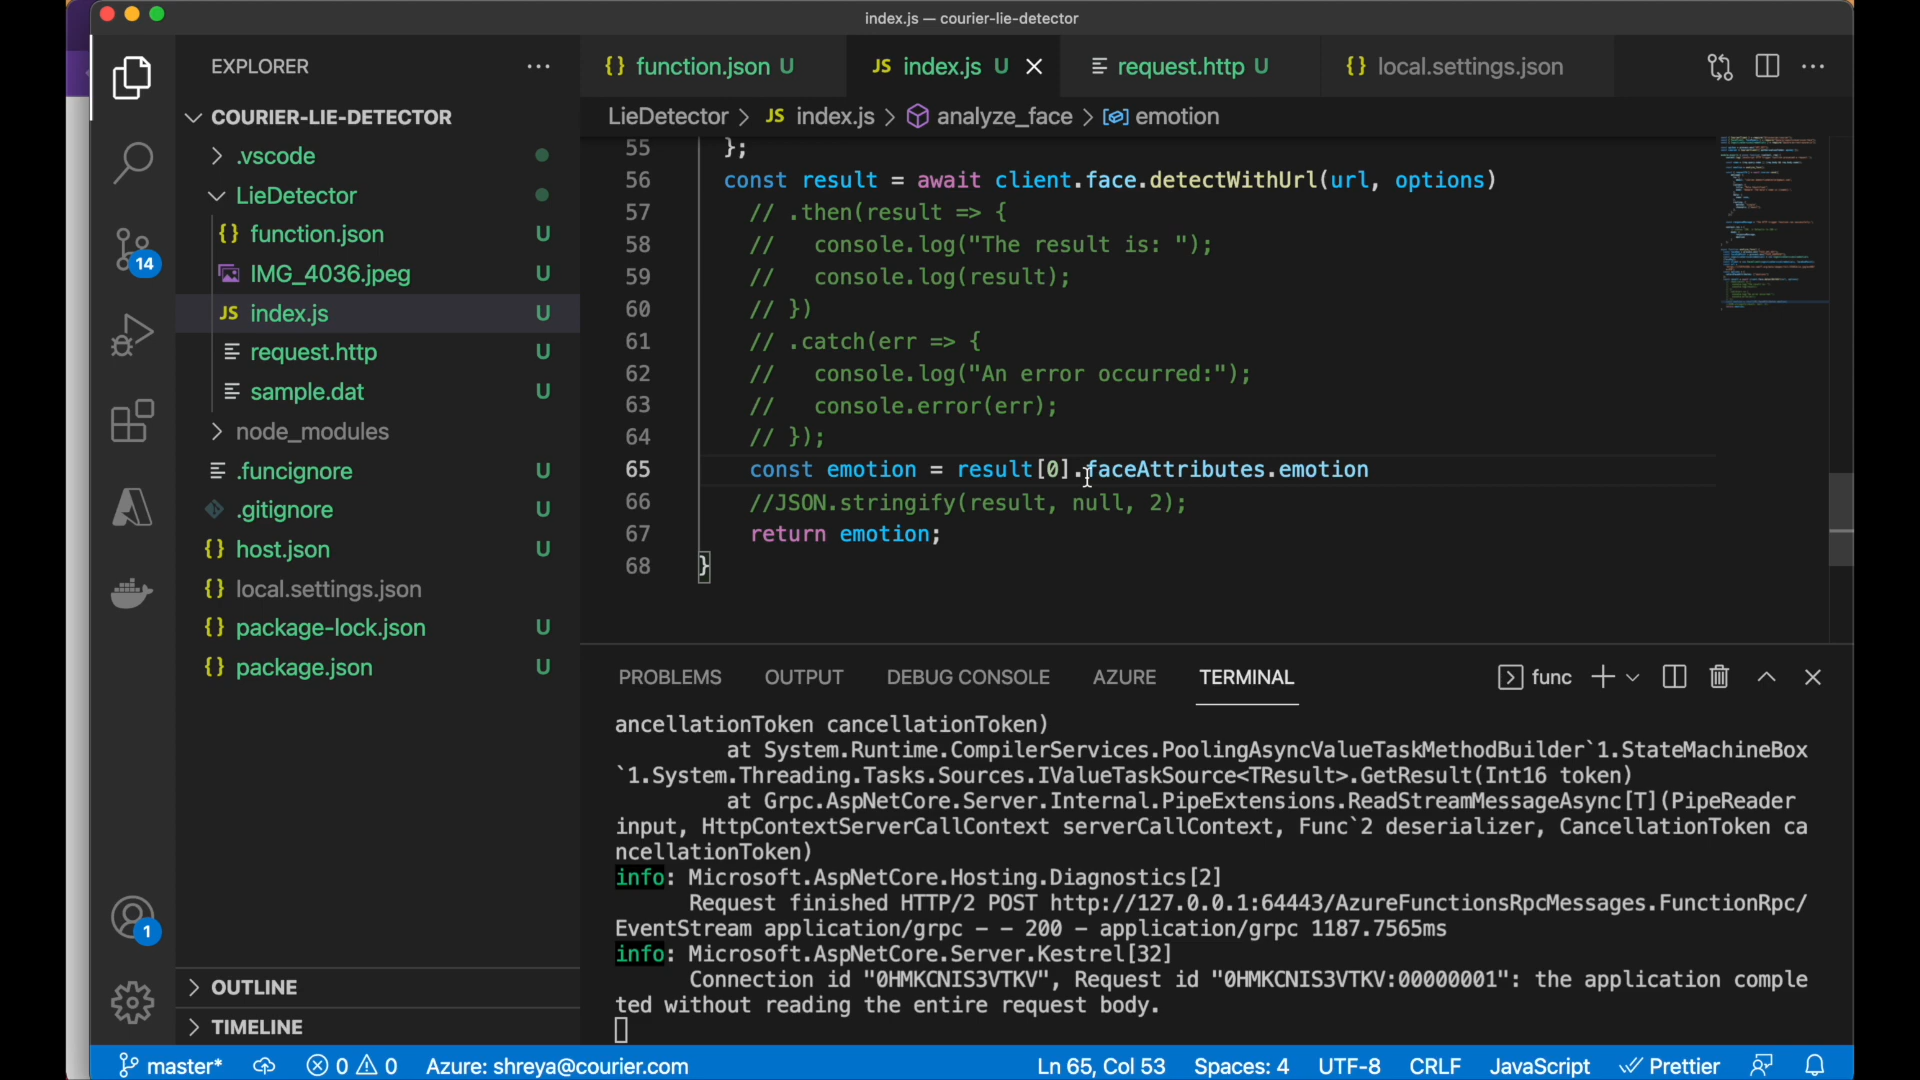 index.js — courier-lie-detector
EXPLORER
COURIER-LIE-DETECTOR
.vscode
LieDetector
{} function.json U
IMG_4036.jpeg U
JS index.js U
request.http U
sample.dat U
node_modules
.funcignore U
.gitignore U
{} host.json U
{} local.settings.json
{} package-lock.json U
{} package.json U
OUTLINE
TIMELINE
14
1
{} function.json U
JS index.js U
request.http U
{} local.settings.json
LieDetector > JS index.js > analyze_face > emotion
55 };
56 const result = await client.face.detectWithUrl(url, options)
57 // .then(result => {
58 //   console.log("The result is: ");
59 //   console.log(result);
60 // })
61 // .catch(err => {
62 //   console.log("An error occurred:");
63 //   console.error(err);
64 // });
65 const emotion = result[0].faceAttributes.emotion
66 //JSON.stringify(result, null, 2);
67 return emotion;
68 }
PROBLEMS OUTPUT DEBUG CONSOLE AZURE TERMINAL func
ancellationToken cancellationToken)
at System.Runtime.CompilerServices.PoolingAsyncValueTaskMethodBuilder`1.StateMachineBox
`1.System.Threading.Tasks.Sources.IValueTaskSource<TResult>.GetResult(Int16 token)
at Grpc.AspNetCore.Server.Internal.PipeExtensions.ReadStreamMessageAsync[T](PipeReader
input, HttpContextServerCallContext serverCallContext, Func`2 deserializer, CancellationToken ca
ncellationToken)
info: Microsoft.AspNetCore.Hosting.Diagnostics[2]
Request finished HTTP/2 POST http://127.0.0.1:64443/AzureFunctionsRpcMessages.FunctionRpc/
EventStream application/grpc - - 200 - application/grpc 1187.7565ms
info: Microsoft.AspNetCore.Server.Kestrel[32]
Connection id "0HMKCNIS3VTKV", Request id "0HMKCNIS3VTKV:00000001": the application comple
ted without reading the entire request body.
master* 0 0 Azure: shreya@courier.com Ln 65, Col 53 Spaces: 4 UTF-8 CRLF JavaScript Prettier